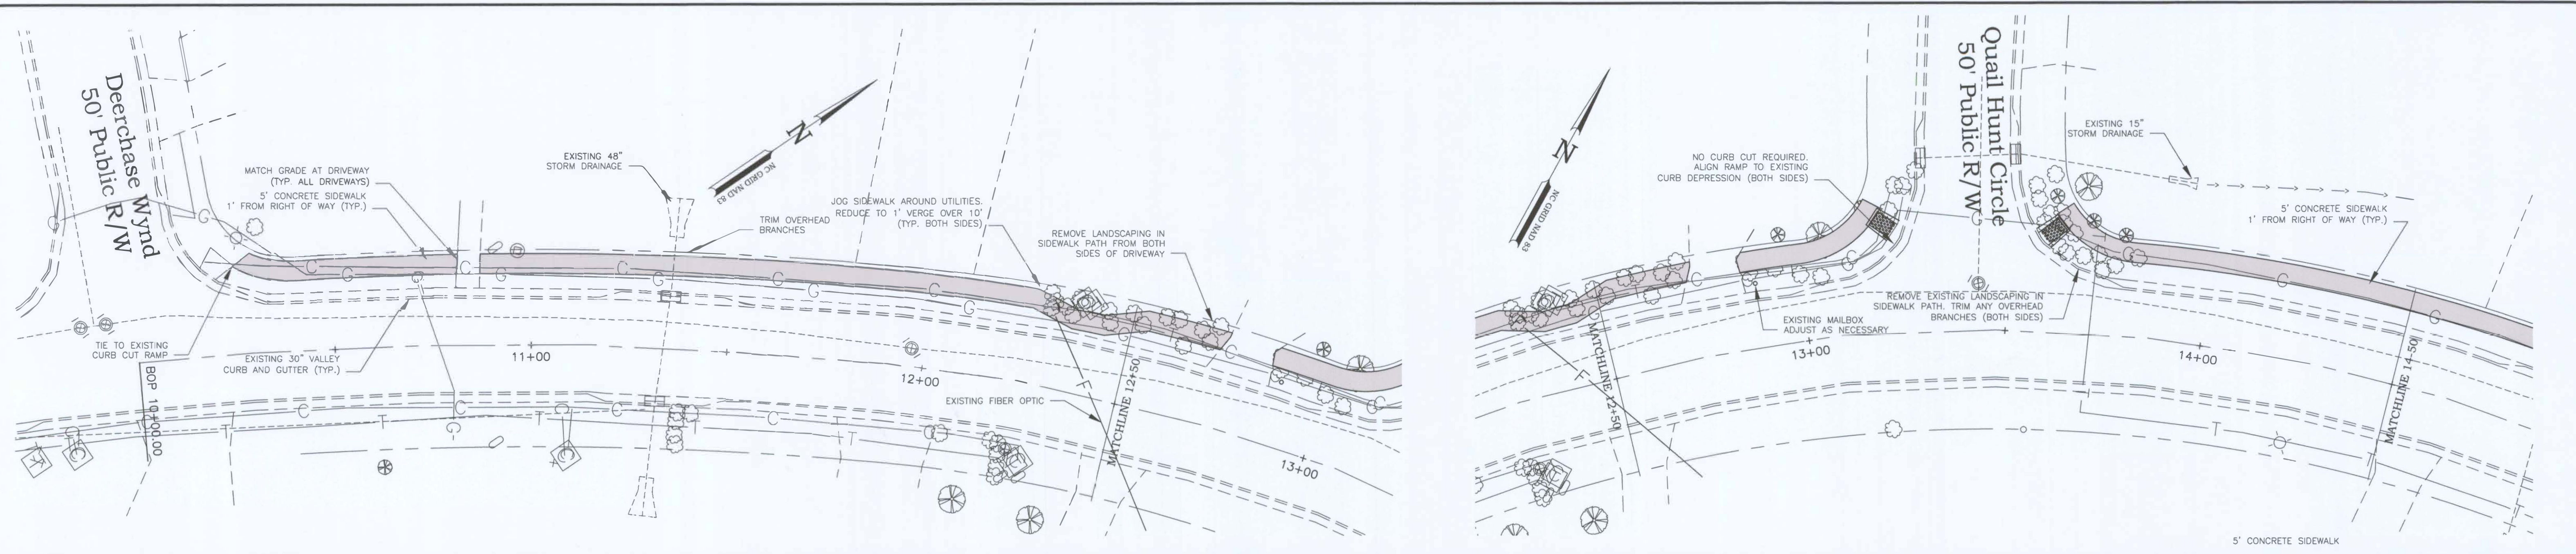 Deerchase Wynd
50' Public R/W
MATCH GRADE AT DRIVEWAY
(TYP. ALL DRIVEWAYS)
5' CONCRETE SIDEWALK
1' FROM RIGHT OF WAY (TYP.)
EXISTING 48"
STORM DRAINAGE
N
NC GRID NAD 83
TRIM OVERHEAD
BRANCHES
JOG SIDEWALK AROUND UTILITIES.
REDUCE TO 1' VERGE OVER 10'
(TYP. BOTH SIDES)
REMOVE LANDSCAPING IN
SIDEWALK PATH FROM BOTH
SIDES OF DRIVEWAY
TIE TO EXISTING
CURB CUT RAMP
BOP 10+00.00
EXISTING 30" VALLEY
CURB AND GUTTER (TYP.)
11+00
12+00
EXISTING FIBER OPTIC
MATCHLINE 12+50
13+00
N
NC GRID NAD 83
NO CURB CUT REQUIRED.
ALIGN RAMP TO EXISTING
CURB DEPRESSION (BOTH SIDES)
Quail Hunt Circle
50' Public R/W
EXISTING 15"
STORM DRAINAGE
5' CONCRETE SIDEWALK
1' FROM RIGHT OF WAY (TYP.)
REMOVE EXISTING LANDSCAPING IN
SIDEWALK PATH. TRIM ANY OVERHEAD
BRANCHES (BOTH SIDES)
EXISTING MAILBOX
ADJUST AS NECESSARY
MATCHLINE 12+50
13+00
14+00
MATCHLINE 14+50
5' CONCRETE SIDEWALK